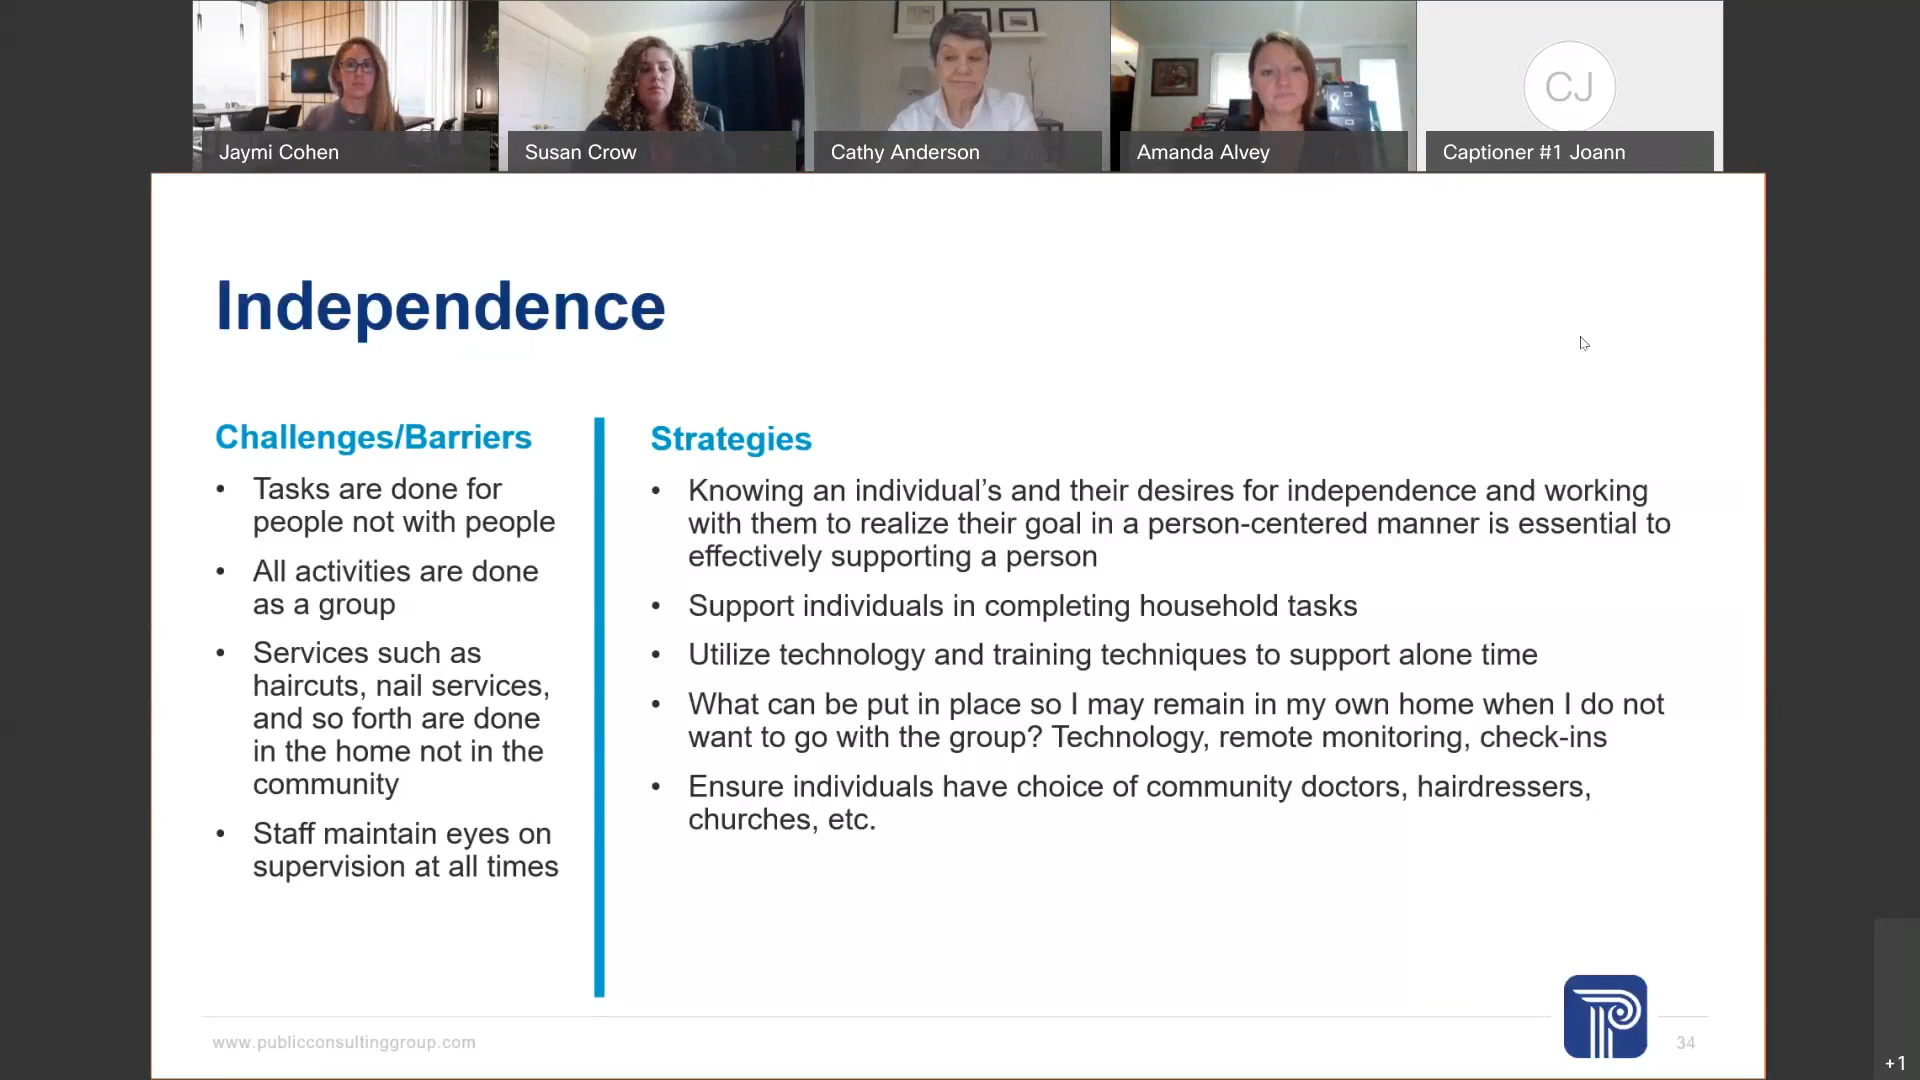 Jaymi Cohen
Susan Crow
Cathy Anderson
Amanda Alvey
CJ
Captioner #1 Joann
Independence
Challenges/Barriers
• Tasks are done for
people not with people
• All activities are done
as a group
• Services such as
haircuts, nail services,
and so forth are done
in the home not in the
community
• Staff maintain eyes on
supervision at all times
Strategies
• Knowing an individual’s and their desires for independence and working
with them to realize their goal in a person-centered manner is essential to
effectively supporting a person
• Support individuals in completing household tasks
• Utilize technology and training techniques to support alone time
• What can be put in place so I may remain in my own home when I do not
want to go with the group? Technology, remote monitoring, check-ins
• Ensure individuals have choice of community doctors, hairdressers,
churches, etc.
www.publicconsultinggroup.com
34
+1